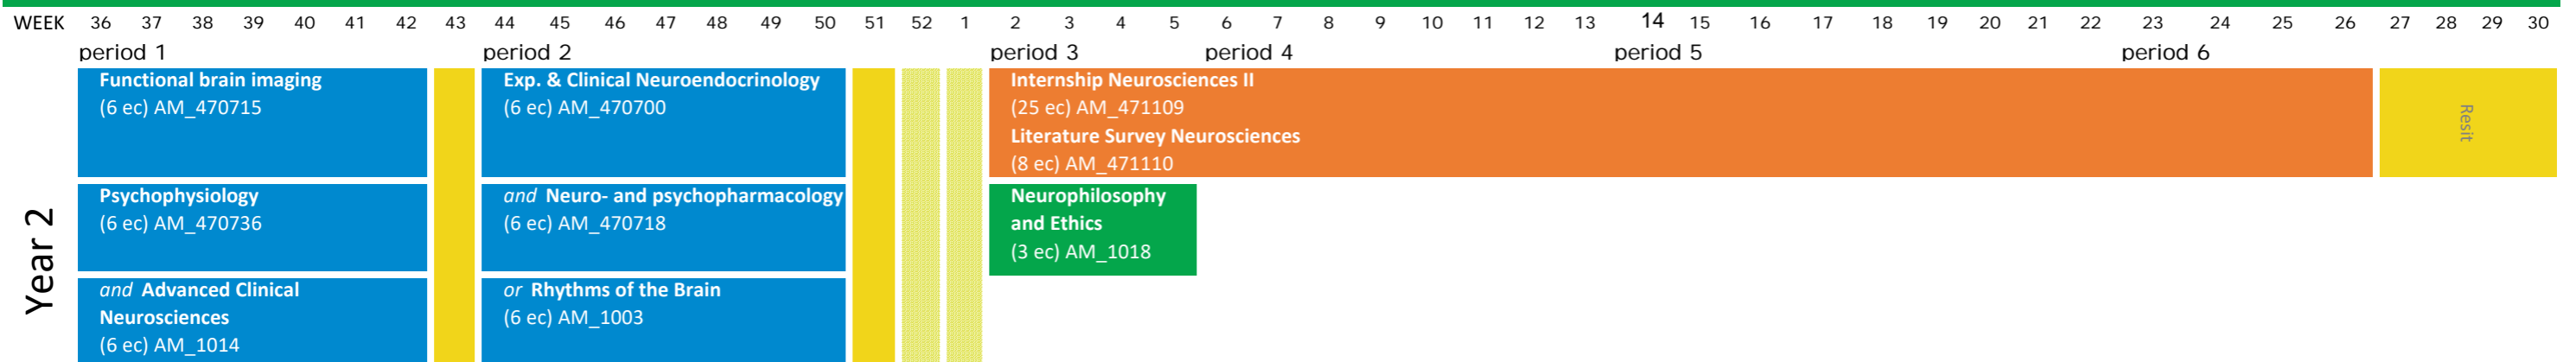 WEEK 36 37 38 39 40 41 42 43 44 45 46 47 48 49 50 51 52 1 2 3 4 5 6 7 8 9 10 11 12 13 14 15 16 17 18 19 20 21 22 23 24 25 26 27 28 29 30
period 1 period 2 period 3 period 4 period 5 period 6
Year 2
Functional brain imaging
(6 ec) AM_470715
Psychophysiology
(6 ec) AM_470736
and Advanced Clinical
Neurosciences
(6 ec) AM_1014
Exp. & Clinical Neuroendocrinology
(6 ec) AM_470700
and Neuro- and psychopharmacology
(6 ec) AM_470718
or Rhythms of the Brain
(6 ec) AM_1003
Internship Neurosciences II
(25 ec) AM_471109
Literature Survey Neurosciences
(8 ec) AM_471110
Neurophilosophy
and Ethics
(3 ec) AM_1018
Resit